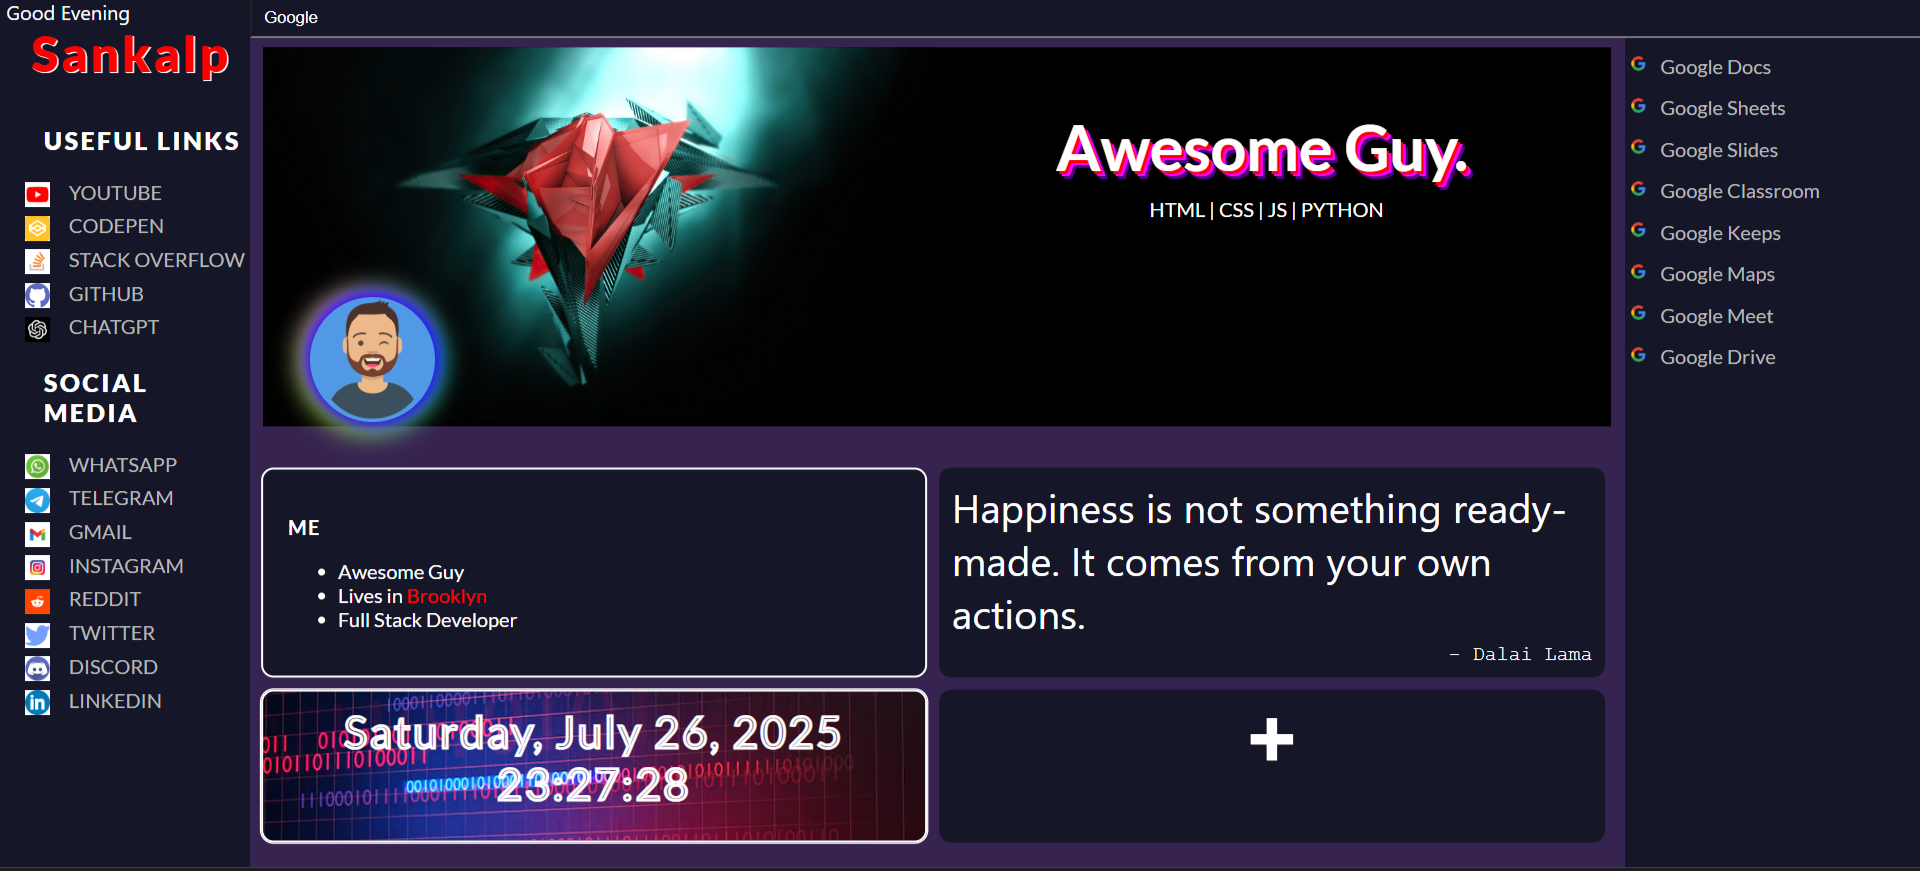 Good Evening
Sankalp
USEFUL LINKS
YOUTUBE
CODEPEN
STACK OVERFLOW
GITHUB
CHATGPT
SOCIAL
MEDIA
WHATSAPP
TELEGRAM
GMAIL
INSTAGRAM
REDDIT
TWITTER
DISCORD
LINKEDIN
Google
Awesome Guy.
HTML | CSS | JS | PYTHON
ME
Awesome Guy
Lives in Brooklyn
Full Stack Developer
Happiness is not something ready-
made. It comes from your own
actions.
- Dalai Lama
Saturday, July 26, 2025
23:27:28
Google Docs
Google Sheets
Google Slides
Google Classroom
Google Keeps
Google Maps
Google Meet
Google Drive